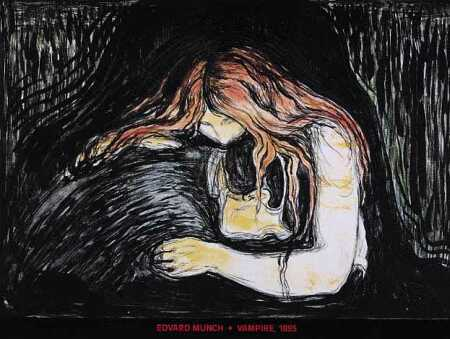 EDVARD MUNCH • VAMPIRE, 1895